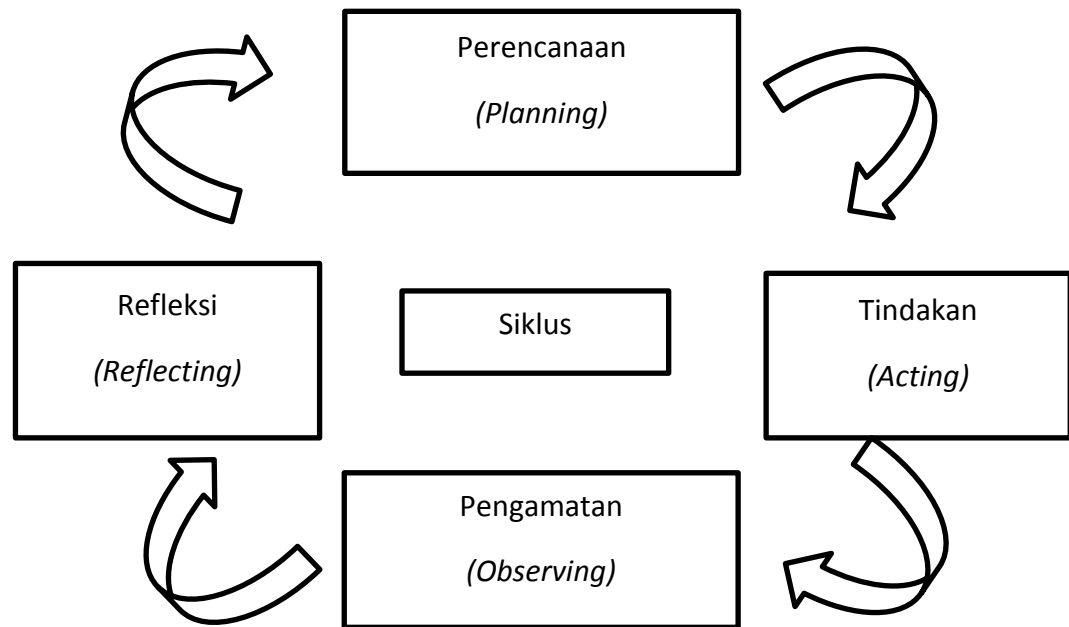 Perencanaan
(Planning)
Refleksi
(Reflecting)
Siklus
Tindakan
(Acting)
Pengamatan
(Observing)